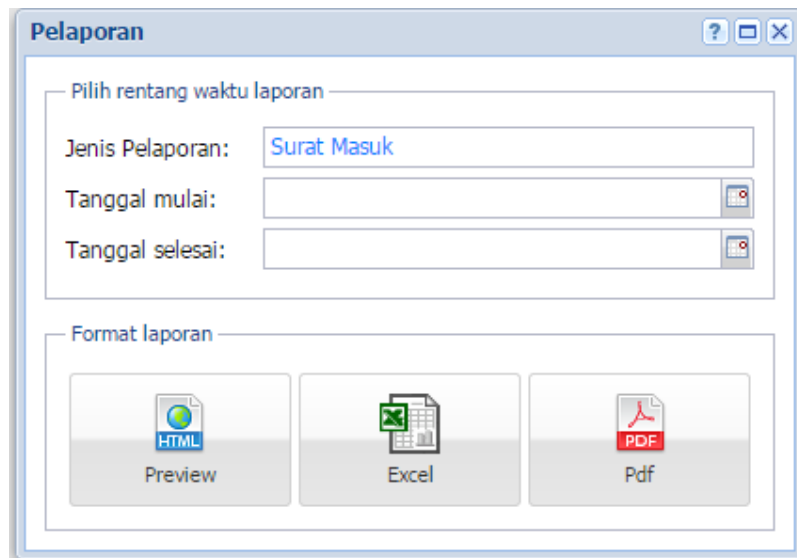 Pelaporan
Pilih rentang waktu laporan
Jenis Pelaporan: Surat Masuk
Tanggal mulai:
Tanggal selesai:
Format laporan
HTML PDF
Preview Excel Pdf